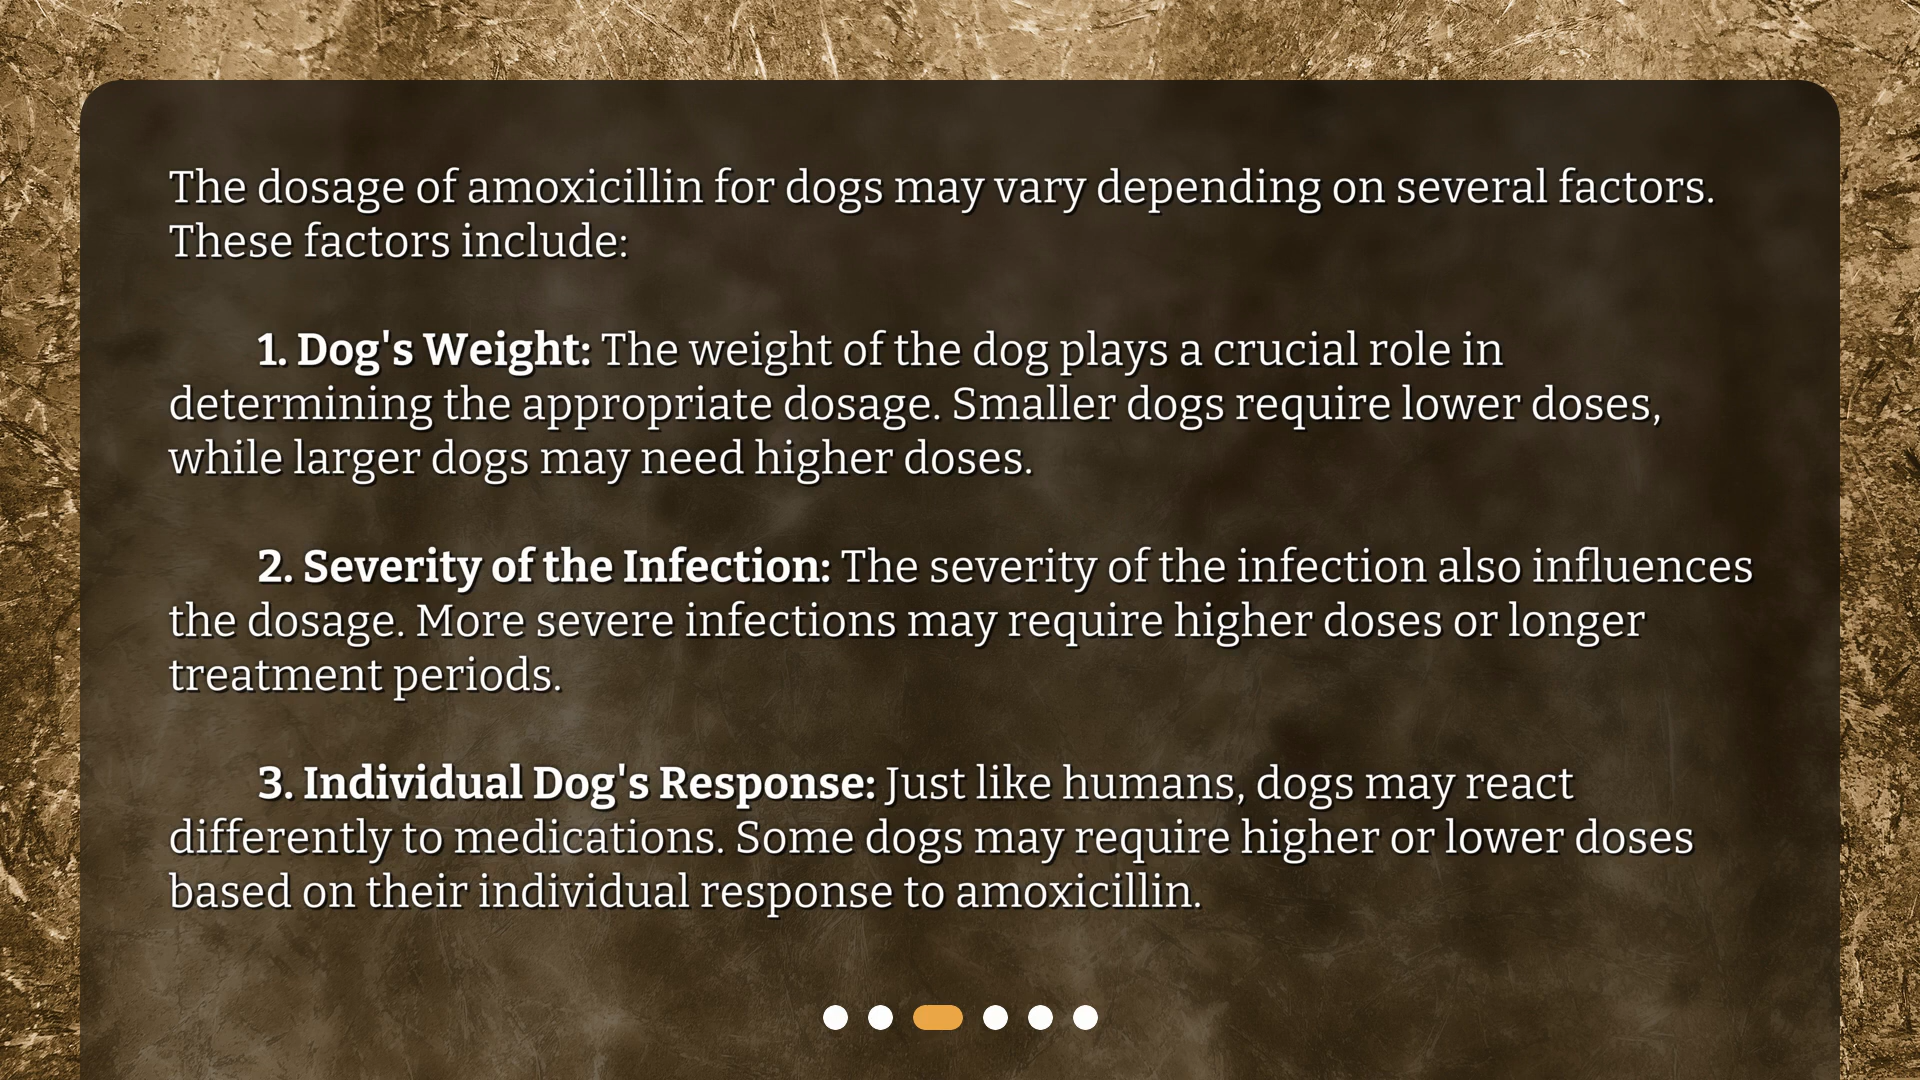 The dosage of amoxicillin for dogs may vary depending on several factors.
These factors include:
1. Dog's Weight: The weight of the dog plays a crucial role in
determining the appropriate dosage. Smaller dogs require lower doses,
while larger dogs may need higher doses.
2. Severity of the Infection: The severity of the infection also influences
the dosage. More severe infections may require higher doses or longer
treatment periods.
3. Individual Dog's Response: Just like humans, dogs may react
differently to medications. Some dogs may require higher or lower doses
based on their individual response to amoxicillin.